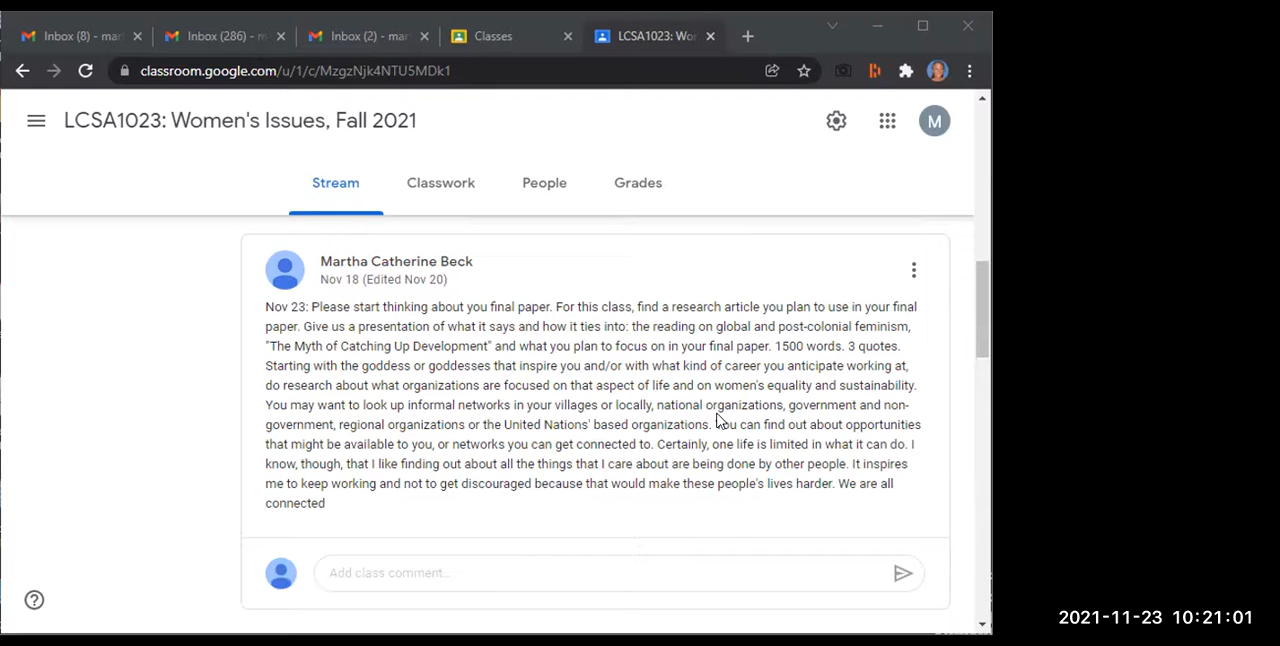 Inbox (8) - mar
Inbox (286) - m
Inbox (2) - mar
Classes
LCSA1023: Wo
classroom.google.com/u/1/c/MzgzNjk4NTU5MDk1
LCSA1023: Women's Issues, Fall 2021
M
Stream
Classwork
People
Grades
Martha Catherine Beck
Nov 18 (Edited Nov 20)
Nov 23: Please start thinking about you final paper. For this class, find a research article you plan to use in your final
paper. Give us a presentation of what it says and how it ties into: the reading on global and post-colonial feminism,
"The Myth of Catching Up Development" and what you plan to focus on in your final paper. 1500 words. 3 quotes.
Starting with the goddess or goddesses that inspire you and/or with what kind of career you anticipate working at,
do research about what organizations are focused on that aspect of life and on women's equality and sustainability.
You may want to look up informal networks in your villages or locally, national organizations, government and non-
government, regional organizations or the United Nations' based organizations. You can find out about opportunities
that might be available to you, or networks you can get connected to. Certainly, one life is limited in what it can do. I
know, though, that I like finding out about all the things that I care about are being done by other people. It inspires
me to keep working and not to get discouraged because that would make these people's lives harder. We are all
connected
Add class comment...
2021-11-23 10:21:01